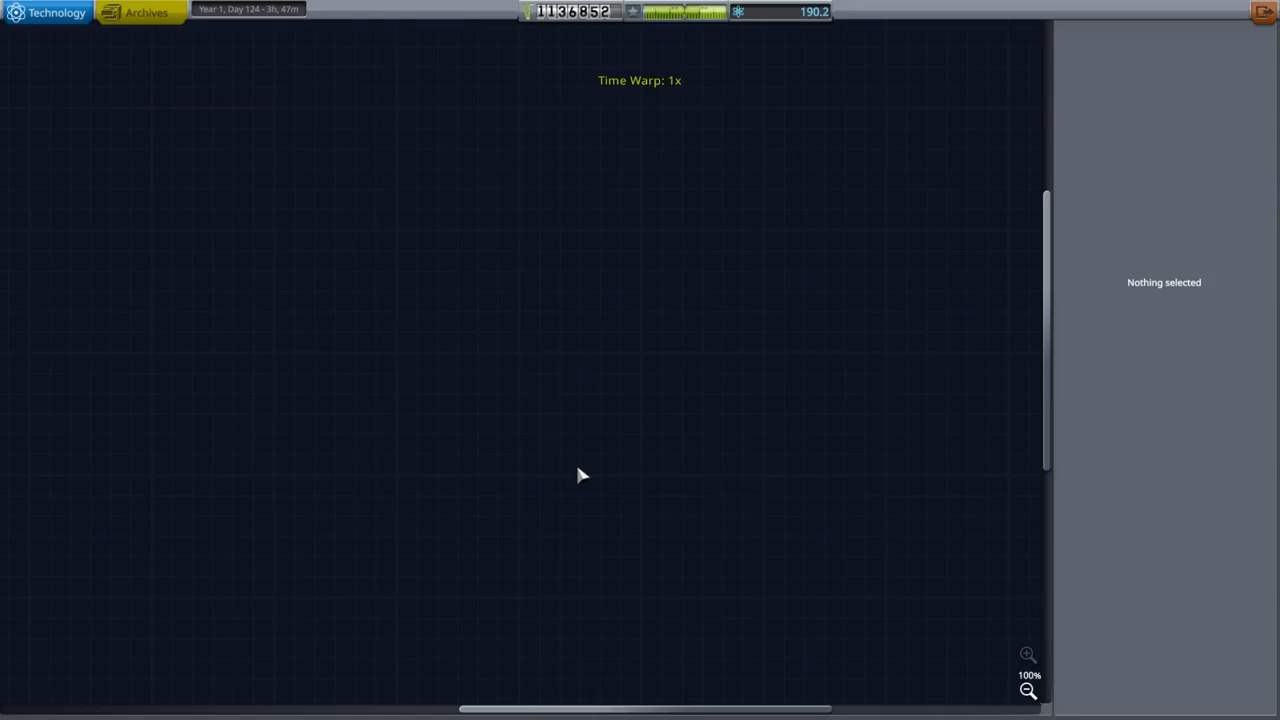 Technology
Archives
Year 1, Day 124 - 3h, 47m
1136852
190.2
Time Warp: 1x
Nothing selected
100%